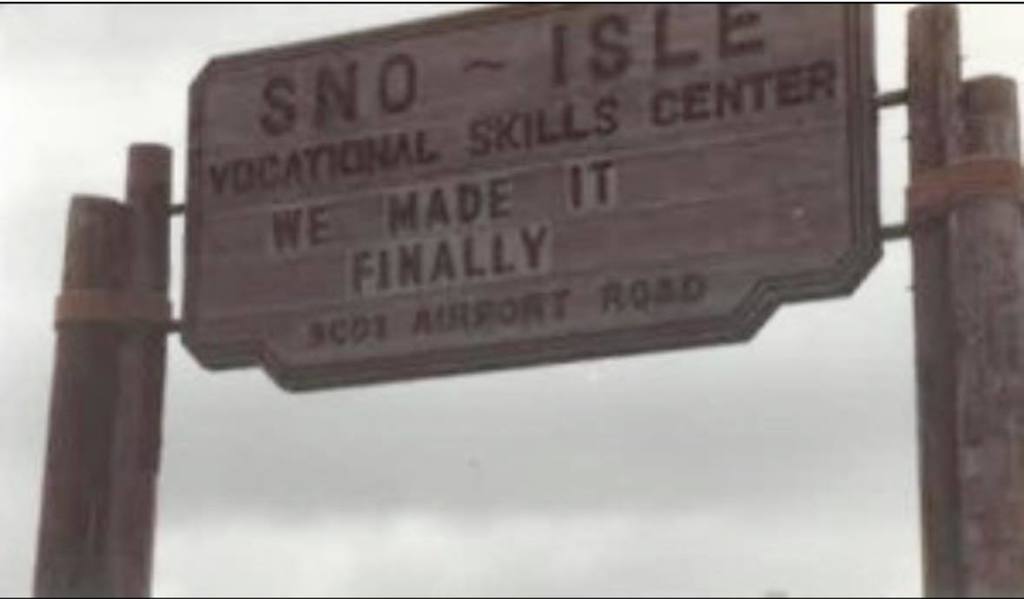 SNO ~ ISLE
VOCATIONAL SKILLS CENTER
WE MADE IT
FINALLY
AIRPORT ROAD